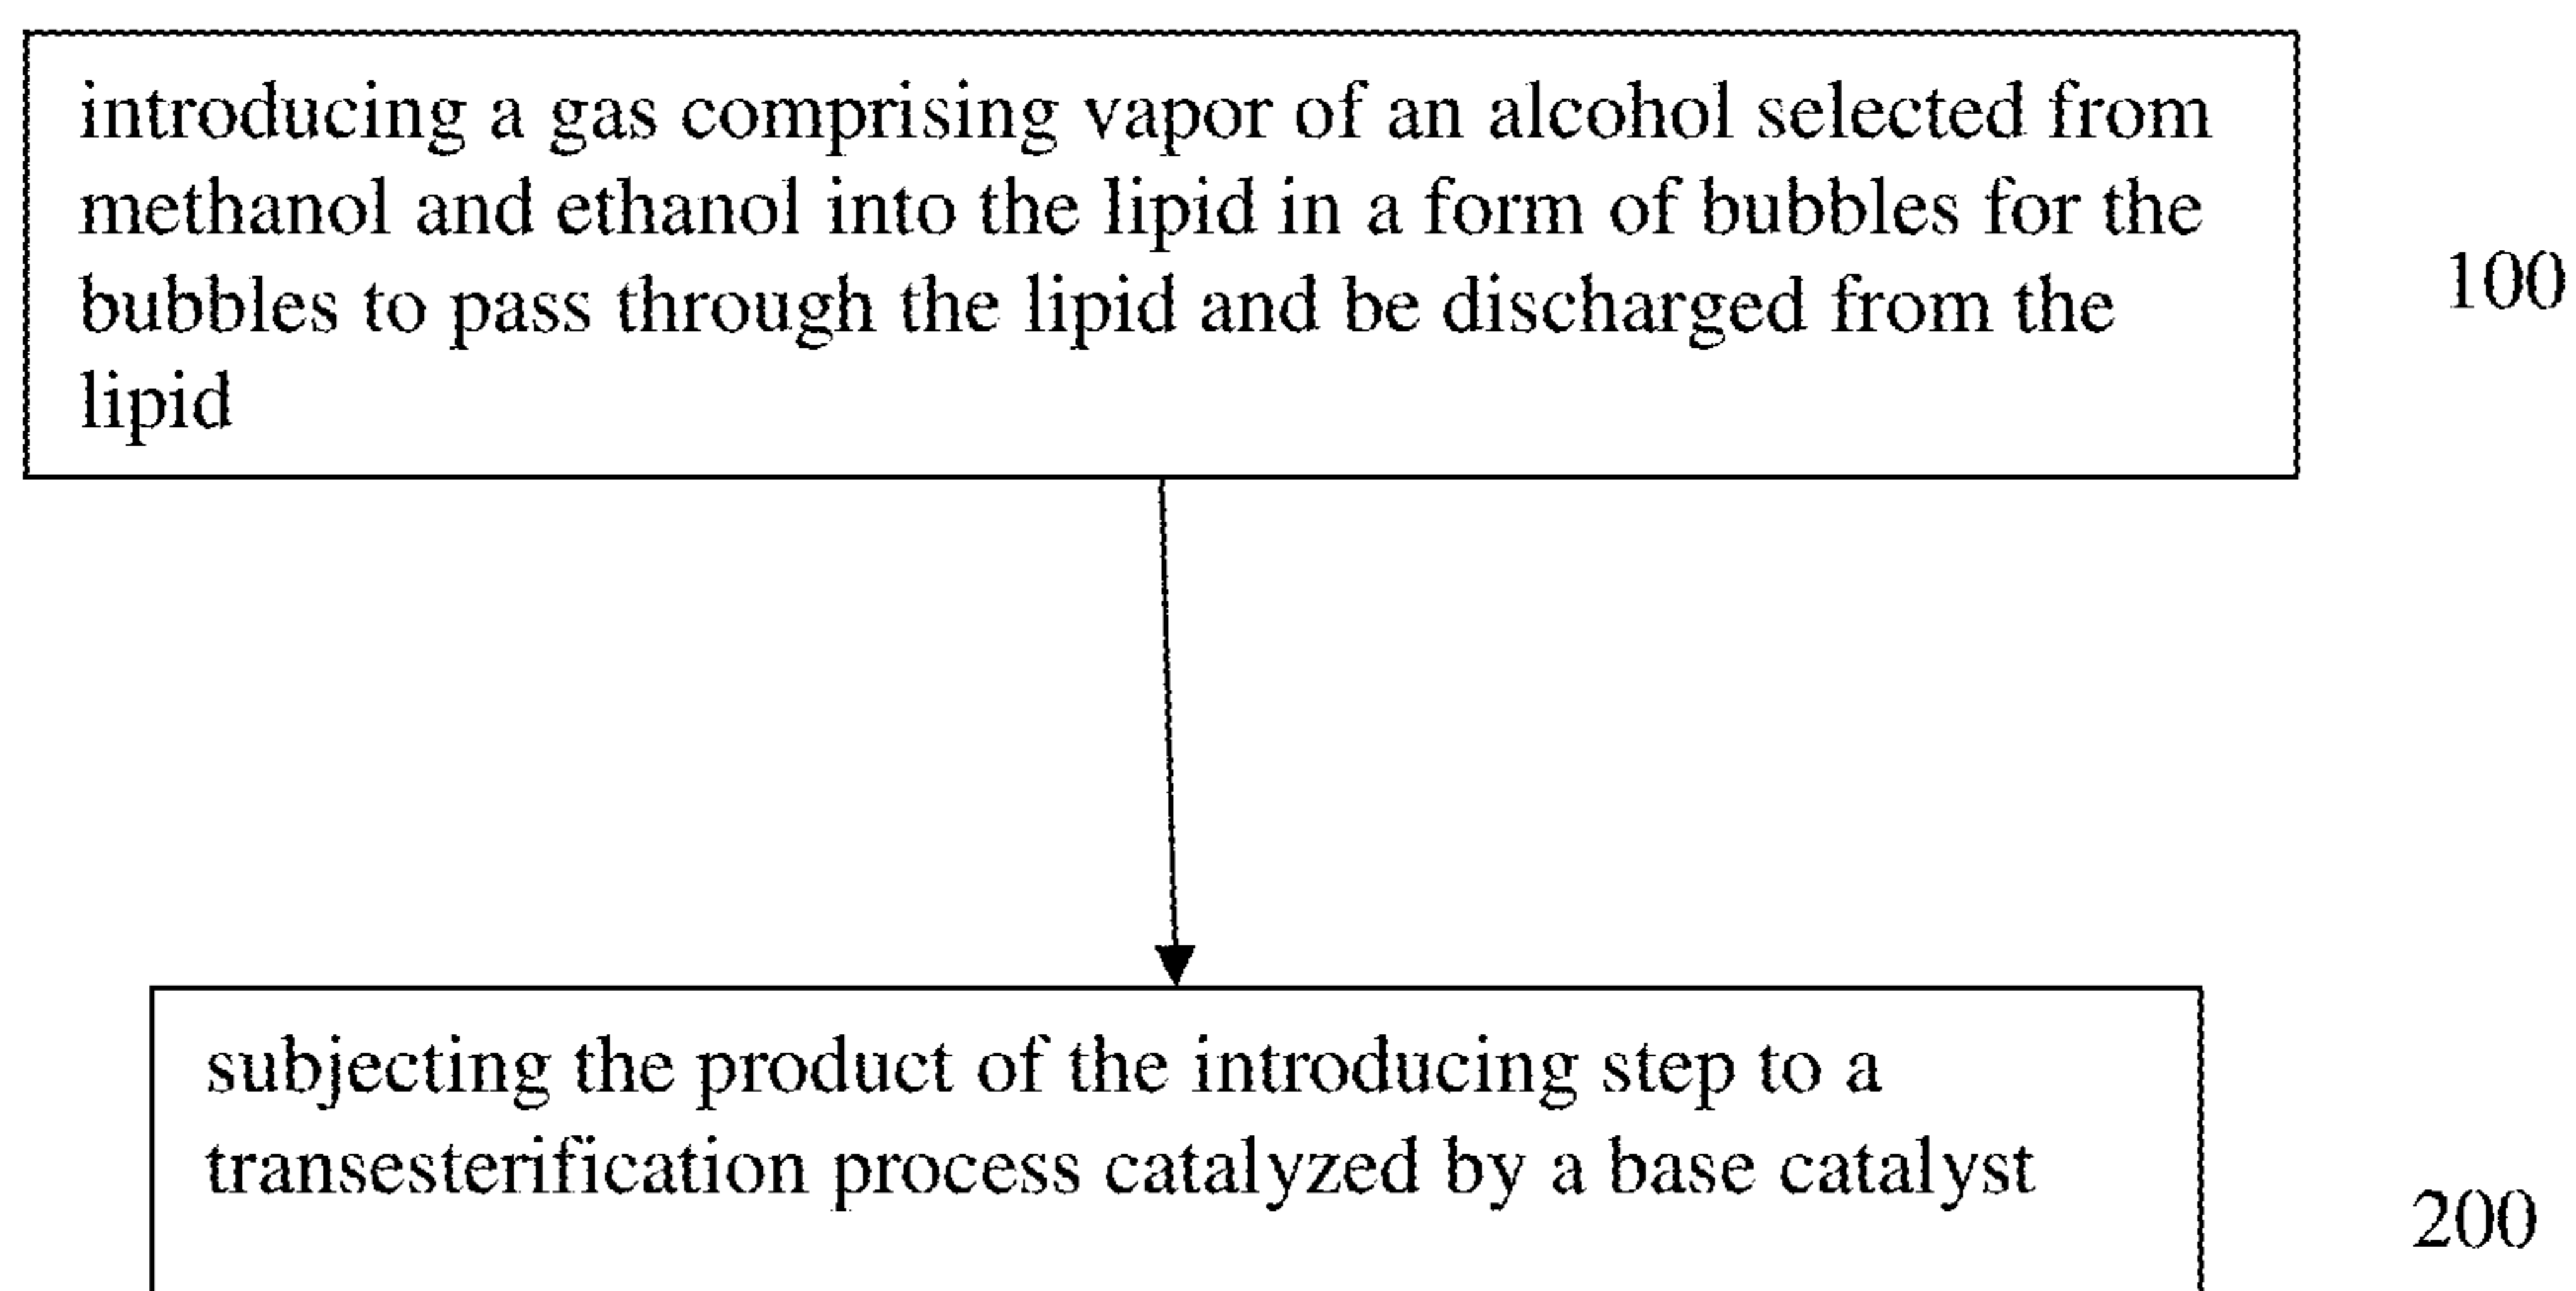 introducing a gas comprising vapor of an alcohol selected from
methanol and ethanol into the lipid in a form of bubbles for the
bubbles to pass through the lipid and be discharged from the
lipid
100
subjecting the product of the introducing step to a
transesterification process catalyzed by a base catalyst
200